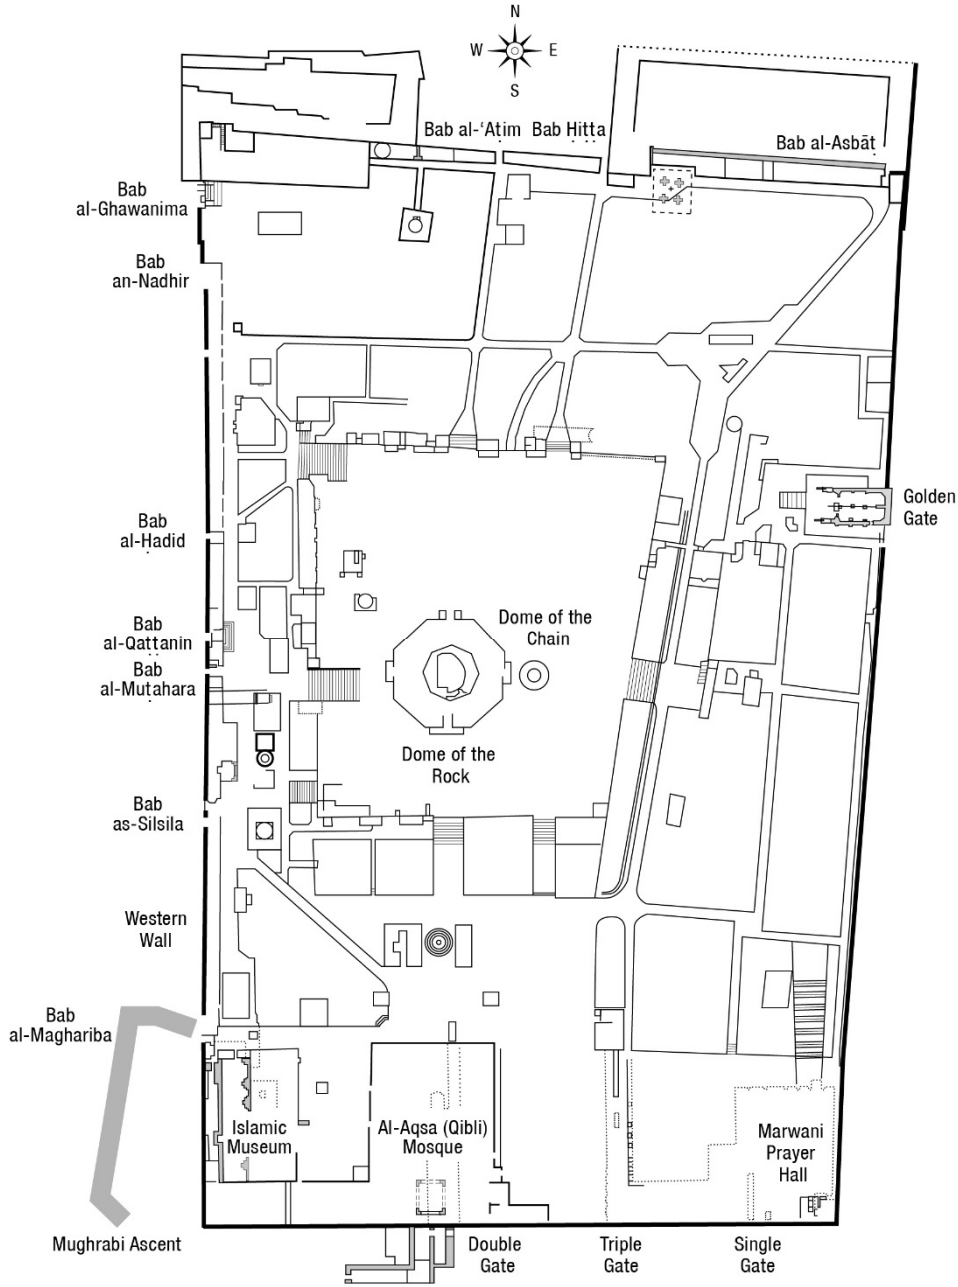 N
W E
S
Bab al-‘Atim Bab Hitta
Bab al-Asbāt
Bab
al-Ghawanima
Bab
an-Nadhir
Golden
Gate
Bab
al-Hadid
Dome of the
Chain
Bab
al-Qattanin
Bab
al-Mutahara
Dome of the
Rock
Bab
as-Silsila
Western
Wall
Bab
al-Maghariba
Islamic
Museum
Al-Aqsa (Qibli)
Mosque
Marwani
Prayer
Hall
Mughrabi Ascent
Double
Gate
Triple
Gate
Single
Gate